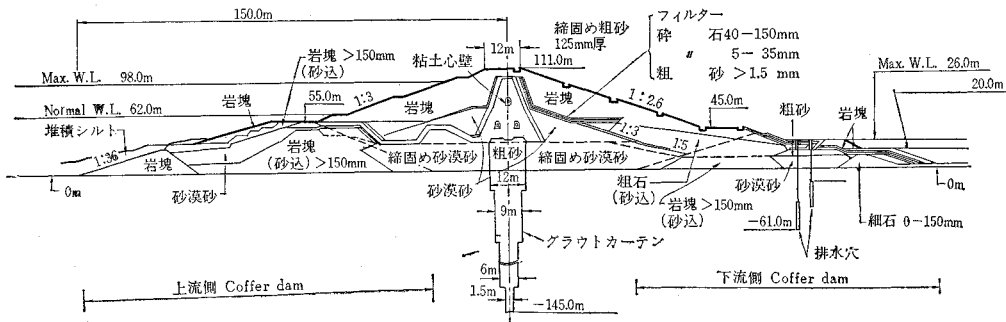 150.0m
12m
締固め粗砂
125mm厚
フィルター
砕 石40-150mm
〃 5-35mm
粗 砂 >1.5 mm
粘土心壁
111.0m
岩塊>150mm
(砂込)
Max. W.L. 98.0m
55.0m
1:3
岩塊
1:2.6
Max. W.L. 26.0m
20.0m
Normal W.L. 62.0m
岩塊
45.0m
粗砂
岩塊
堆積シルト
1:36
岩塊
岩塊
(砂込)>150mm
締固め砂漠砂
粗砂
締固め砂漠砂
1:3
1:5
0m
砂漠砂
砂漠砂
12m
粗石
(砂込)
岩塊>150mm
(砂込)
砂漠砂
0m
細石 0-150mm
9m
-61.0m
グラウトカーテン
排水穴
6m
1.5m
-145.0m
上流側 Coffer dam
下流側 Coffer dam